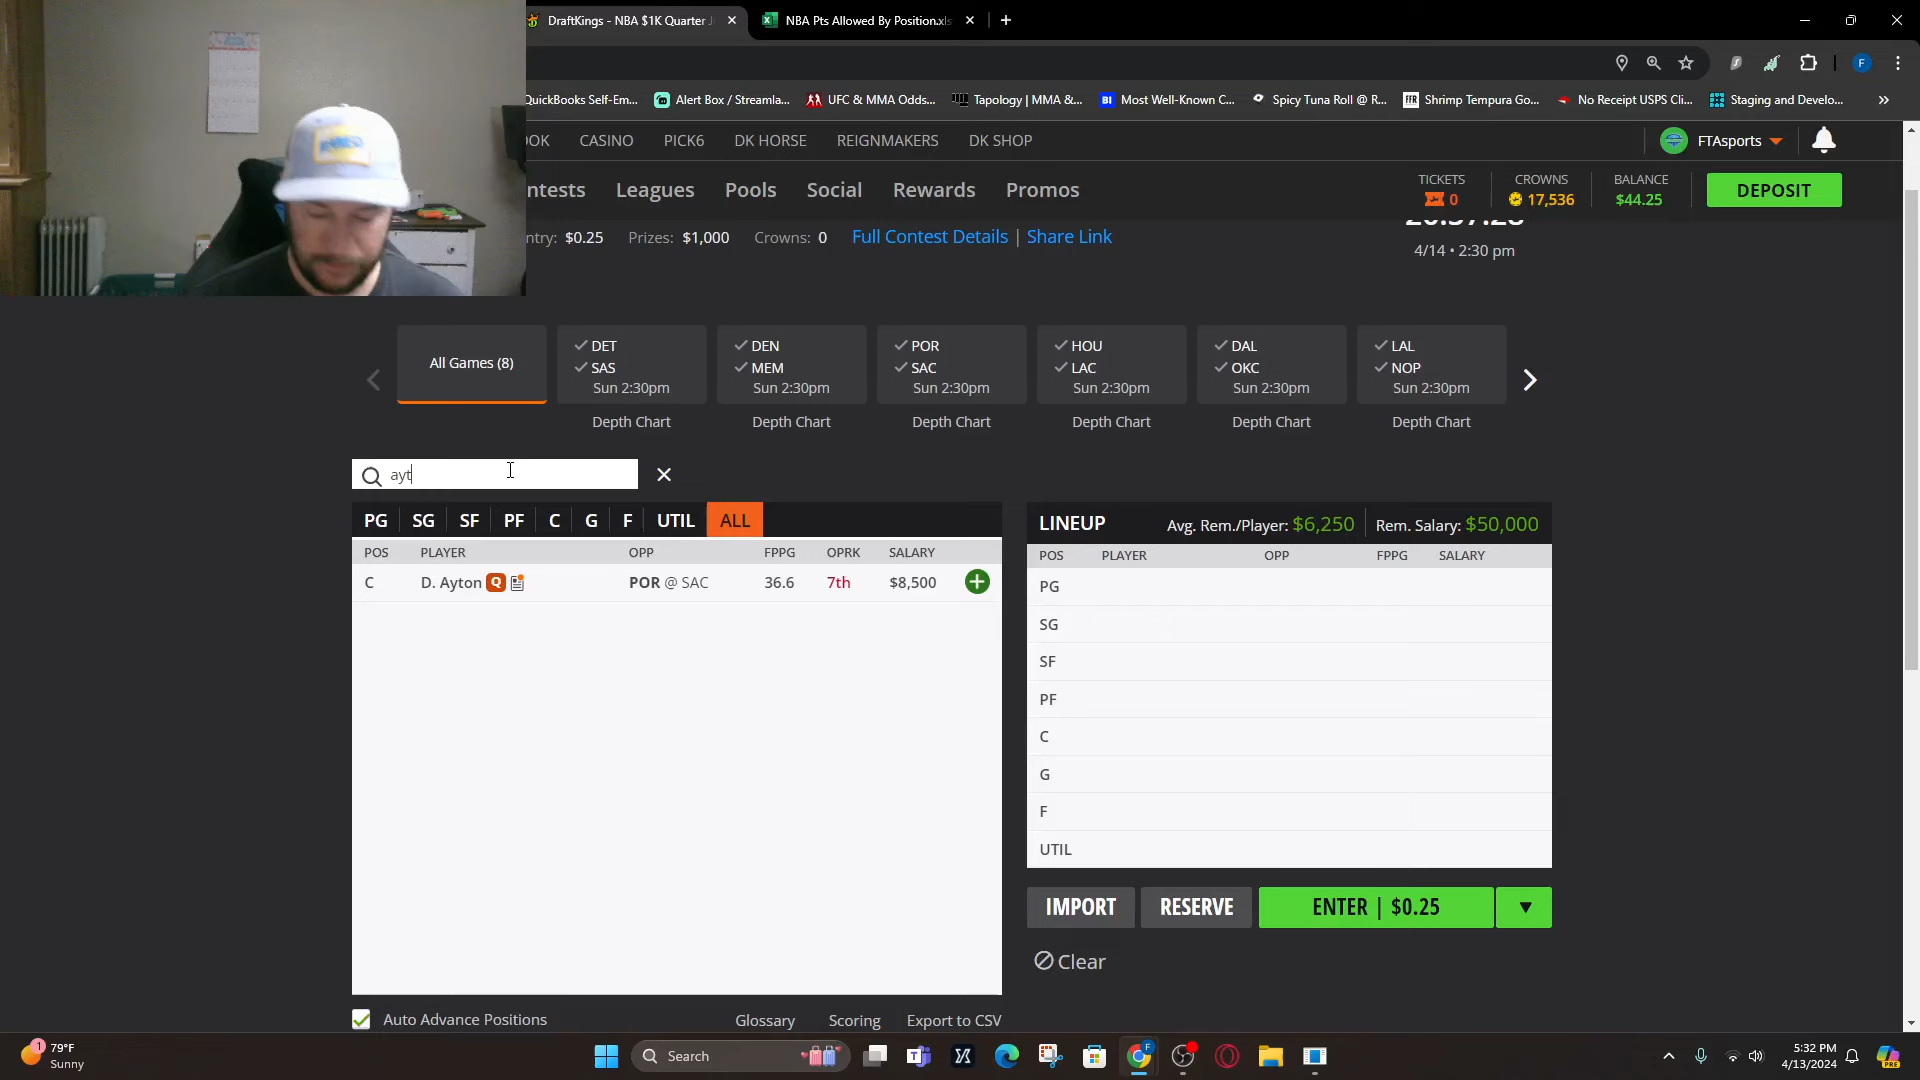 DraftKings - NBA $1K Quarter J
NBA Pts Allowed By Position.xls
F
QuickBooks Self-Em...
Alert Box / Streamla...
UFC & MMA Odds...
Tapology | MMA &...
BI
Most Well-Known C...
Spicy Tuna Roll @ R...
FFR
Shrimp Tempura Go...
No Receipt USPS Cli...
Staging and Develo...
OOK
CASINO
PICK6
DK HORSE
REIGNMAKERS
DK SHOP
FTAsports
ntests
Leagues
Pools
Social
Rewards
Promos
TICKETS
0
CROWNS
17,536
BALANCE
$44.25
DEPOSIT
ntry: $0.25
Prizes: $1,000
Crowns: 0
Full Contest Details | Share Link
4/14 • 2:30 pm
All Games (8)
DET
SAS
Sun 2:30pm
Depth Chart
DEN
MEM
Sun 2:30pm
Depth Chart
POR
SAC
Sun 2:30pm
Depth Chart
HOU
LAC
Sun 2:30pm
Depth Chart
DAL
OKC
Sun 2:30pm
Depth Chart
LAL
NOP
Sun 2:30pm
Depth Chart
ayt
PG SG SF PF C G F UTIL ALL
POS PLAYER OPP FPPG OPRK SALARY
C D. Ayton Q POR @ SAC 36.6 7th $8,500
LINEUP Avg. Rem./Player: $6,250 Rem. Salary: $50,000
POS PLAYER OPP FPPG SALARY
PG
SG
SF
PF
C
G
F
UTIL
IMPORT
RESERVE
ENTER | $0.25
Clear
Auto Advance Positions
Glossary
Scoring
Export to CSV
1
79°F
Sunny
Search
5:32 PM
4/13/2024
PRE